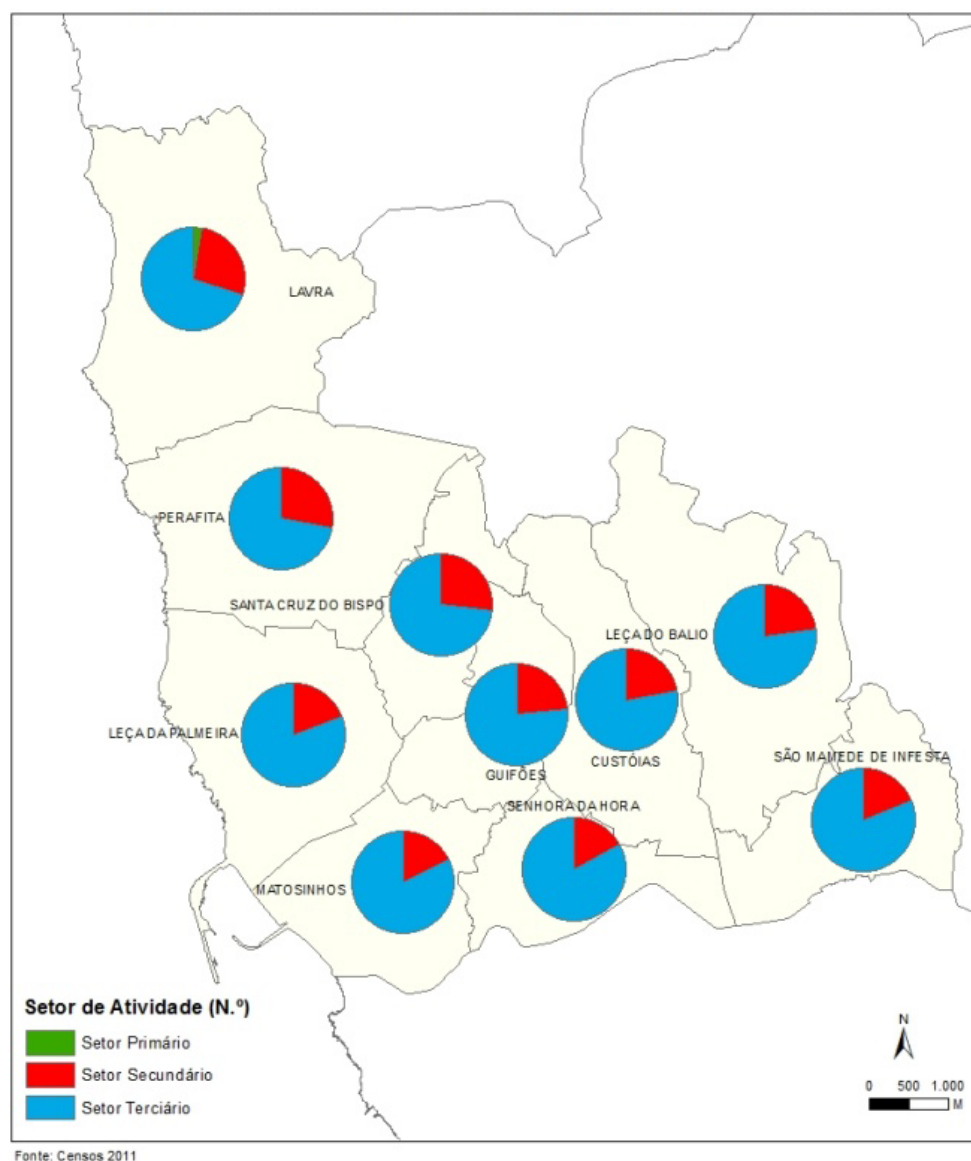 LAVRA
PERAFITA
SANTA CRUZ DO BISPO
LEÇA DO BALIO
LEÇA DA PALMEIRA
GUIFÕES
CUSTÓIAS
SÃO MAMEDE DE INFESTA
SENHORA DA HORA
MATOSINHOS
Setor de Atividade (N.º)
Setor Primário
Setor Secundário
Setor Terciário
N
0 500 1.000
M
Fonte: Censos 2011